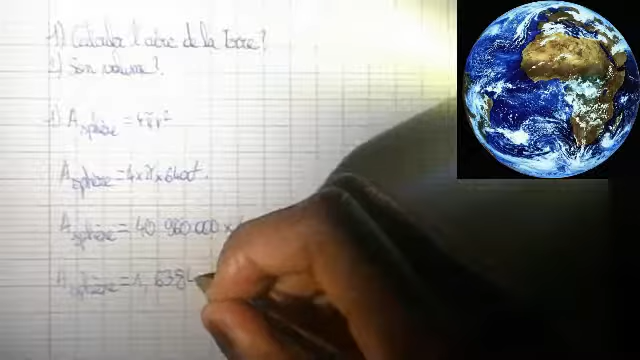 1) Calculer l'aire de la Terre?
2) Son volume?
1) A sphère = 4πr²
A sphère = 4 x π x 6400²
A sphère = 40 960 000 x
A sphère = 1, 6384